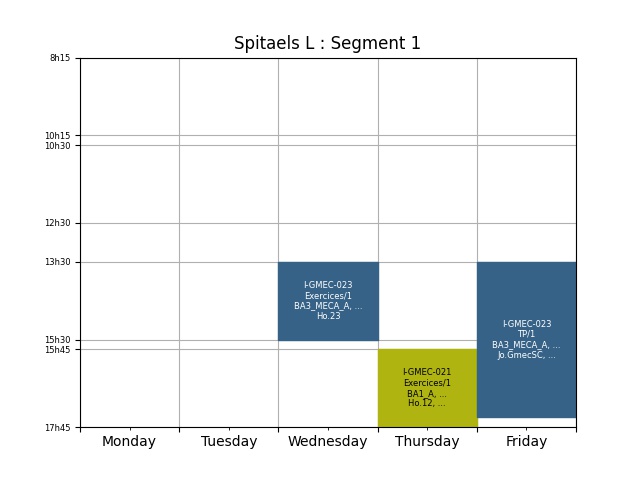 Spitaels L : Segment 1
8h15
10h15
10h30
12h30
13h30
15h30
15h45
17h45
I-GMEC-023
Exercices/1
BA3_MECA_A, ...
Ho.23
I-GMEC-021
Exercices/1
BA1_A, ...
Ho.12, ...
I-GMEC-023
TP/1
BA3_MECA_A, ...
Jo.GmecSC, ...
Monday
Tuesday
Wednesday
Thursday
Friday